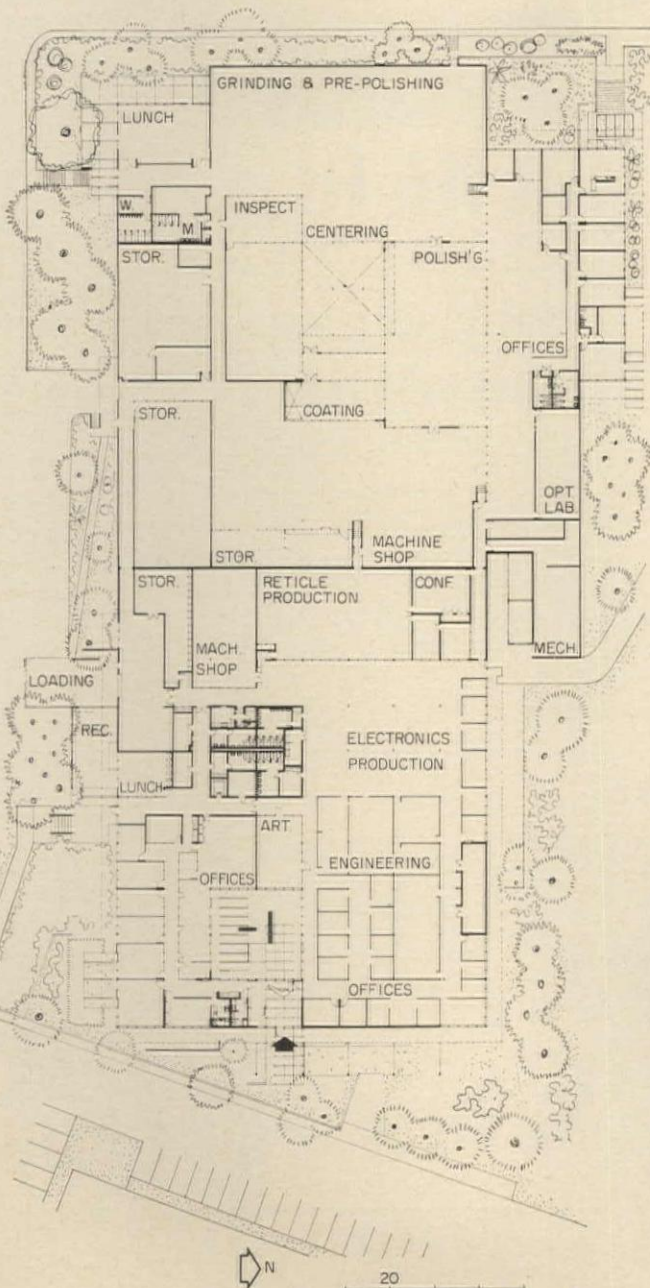 GRINDING & PRE-POLISHING
LUNCH
W.
M
INSPECT
CENTERING
STOR.
POLISH'G
OFFICES
STOR.
COATING
OPT.
LAB.
STOR
MACHINE
SHOP
STOR.
RETICLE
PRODUCTION
CONF.
MACH.
SHOP
MECH.
LOADING
REC.
ELECTRONICS
PRODUCTION
LUNCH
ART.
ENGINEERING
OFFICES
OFFICES
N
20